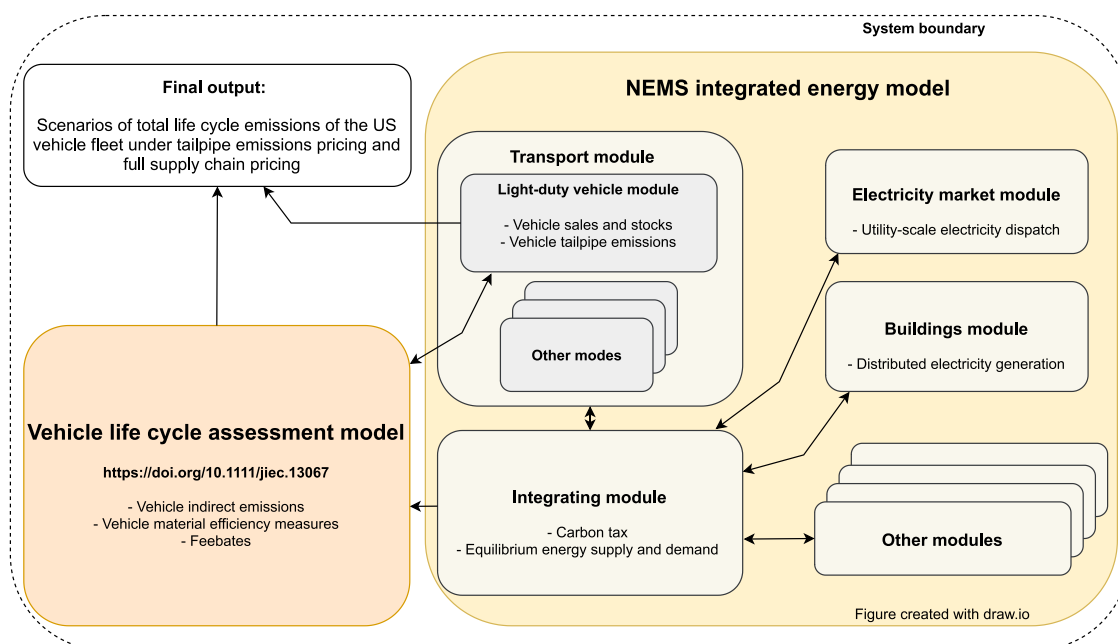 System boundary
Final output:
Scenarios of total life cycle emissions of the US
vehicle fleet under tailpipe emissions pricing and
full supply chain pricing
NEMS integrated energy model
Transport module
Light-duty vehicle module
- Vehicle sales and stocks
- Vehicle tailpipe emissions
Other modes
Electricity market module
- Utility-scale electricity dispatch
Buildings module
- Distributed electricity generation
Vehicle life cycle assessment model
https://doi.org/10.1111/jiec.13067
- Vehicle indirect emissions
- Vehicle material efficiency measures
- Feebates
Integrating module
- Carbon tax
- Equilibrium energy supply and demand
Other modules
Figure created with draw.io